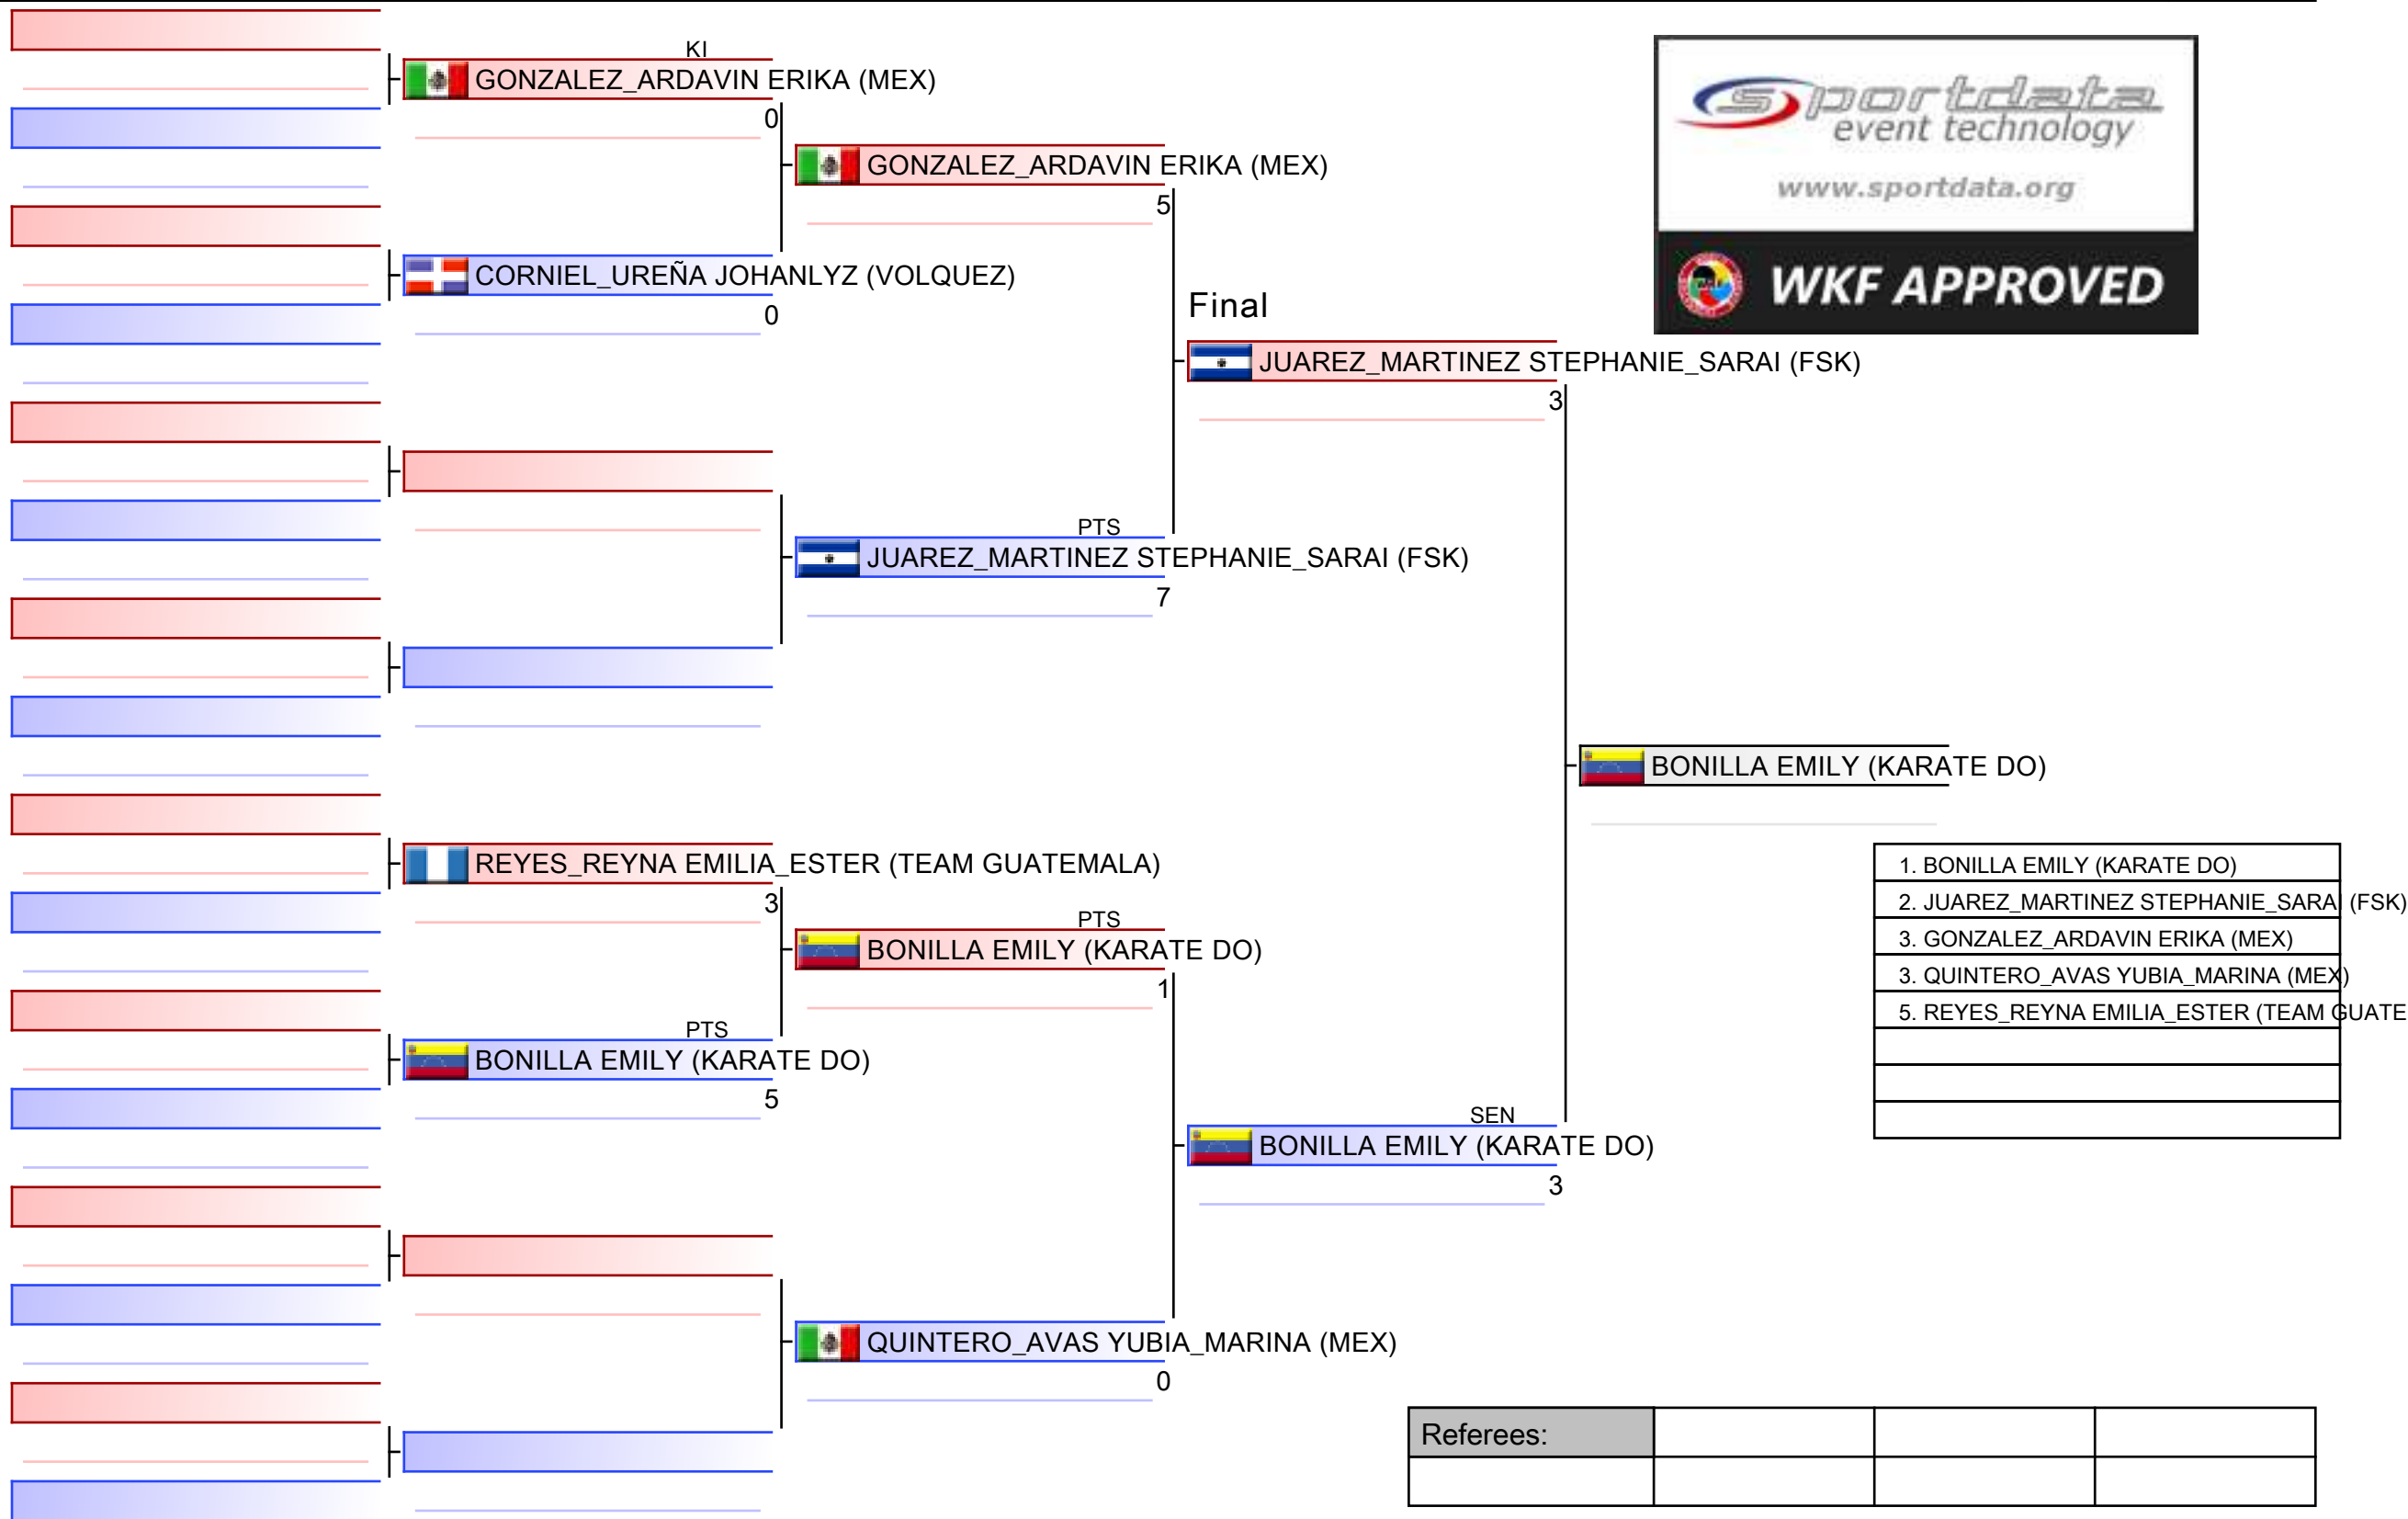 KI
GONZALEZ_ARDAVIN ERIKA (MEX)
0
CORNIEL_UREÑA JOHANLYZ (VOLQUEZ)
0
REYES_REYNA EMILIA_ESTER (TEAM GUATEMALA)
3
PTS
BONILLA EMILY (KARATE DO)
5
GONZALEZ_ARDAVIN ERIKA (MEX)
5
PTS
JUAREZ_MARTINEZ STEPHANIE_SARAI (FSK)
7
PTS
BONILLA EMILY (KARATE DO)
1
QUINTERO_AVAS YUBIA_MARINA (MEX)
0
Final
JUAREZ_MARTINEZ STEPHANIE_SARAI (FSK)
3
SEN
BONILLA EMILY (KARATE DO)
3
BONILLA EMILY (KARATE DO)
sportdata
event technology
www.sportdata.org
WKF APPROVED
1. BONILLA EMILY (KARATE DO)
2. JUAREZ_MARTINEZ STEPHANIE_SARAI (FSK)
3. GONZALEZ_ARDAVIN ERIKA (MEX)
3. QUINTERO_AVAS YUBIA_MARINA (MEX)
5. REYES_REYNA EMILIA_ESTER (TEAM GUATE
Referees: